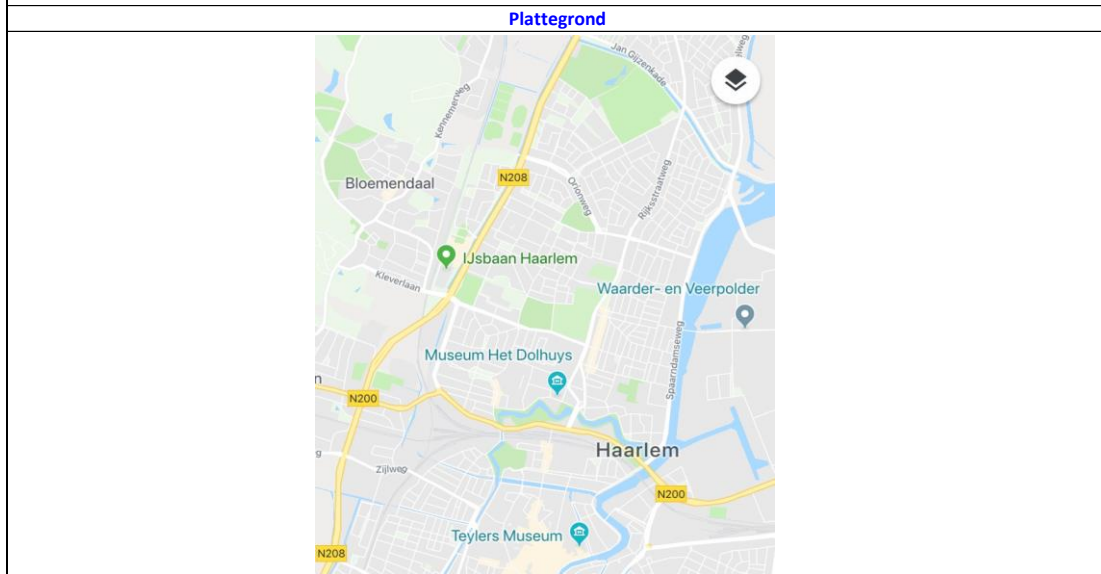 Plattegrond
Jan Gijzenkade
Kennemerweg
N208
Bloemendaal
Orionweg
Rijksstraatweg
IJsbaan Haarlem
Kleverlaan
Waarder- en Veerpolder
Spaarndamseweg
Museum Het Dolhuys
n
N200
Haarlem
g
Zijlweg
N200
Teylers Museum
N208